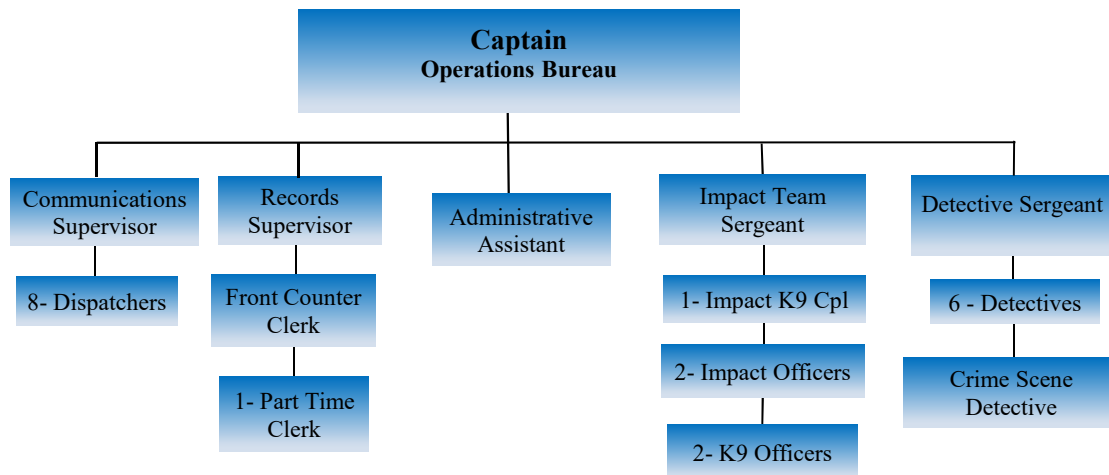 Captain
Operations Bureau
Communications
Supervisor
8- Dispatchers
Records
Supervisor
Front Counter
Clerk
1- Part Time
Clerk
Administrative
Assistant
Impact Team
Sergeant
1- Impact K9 Cpl
2- Impact Officers
2- K9 Officers
Detective Sergeant
6 - Detectives
Crime Scene
Detective